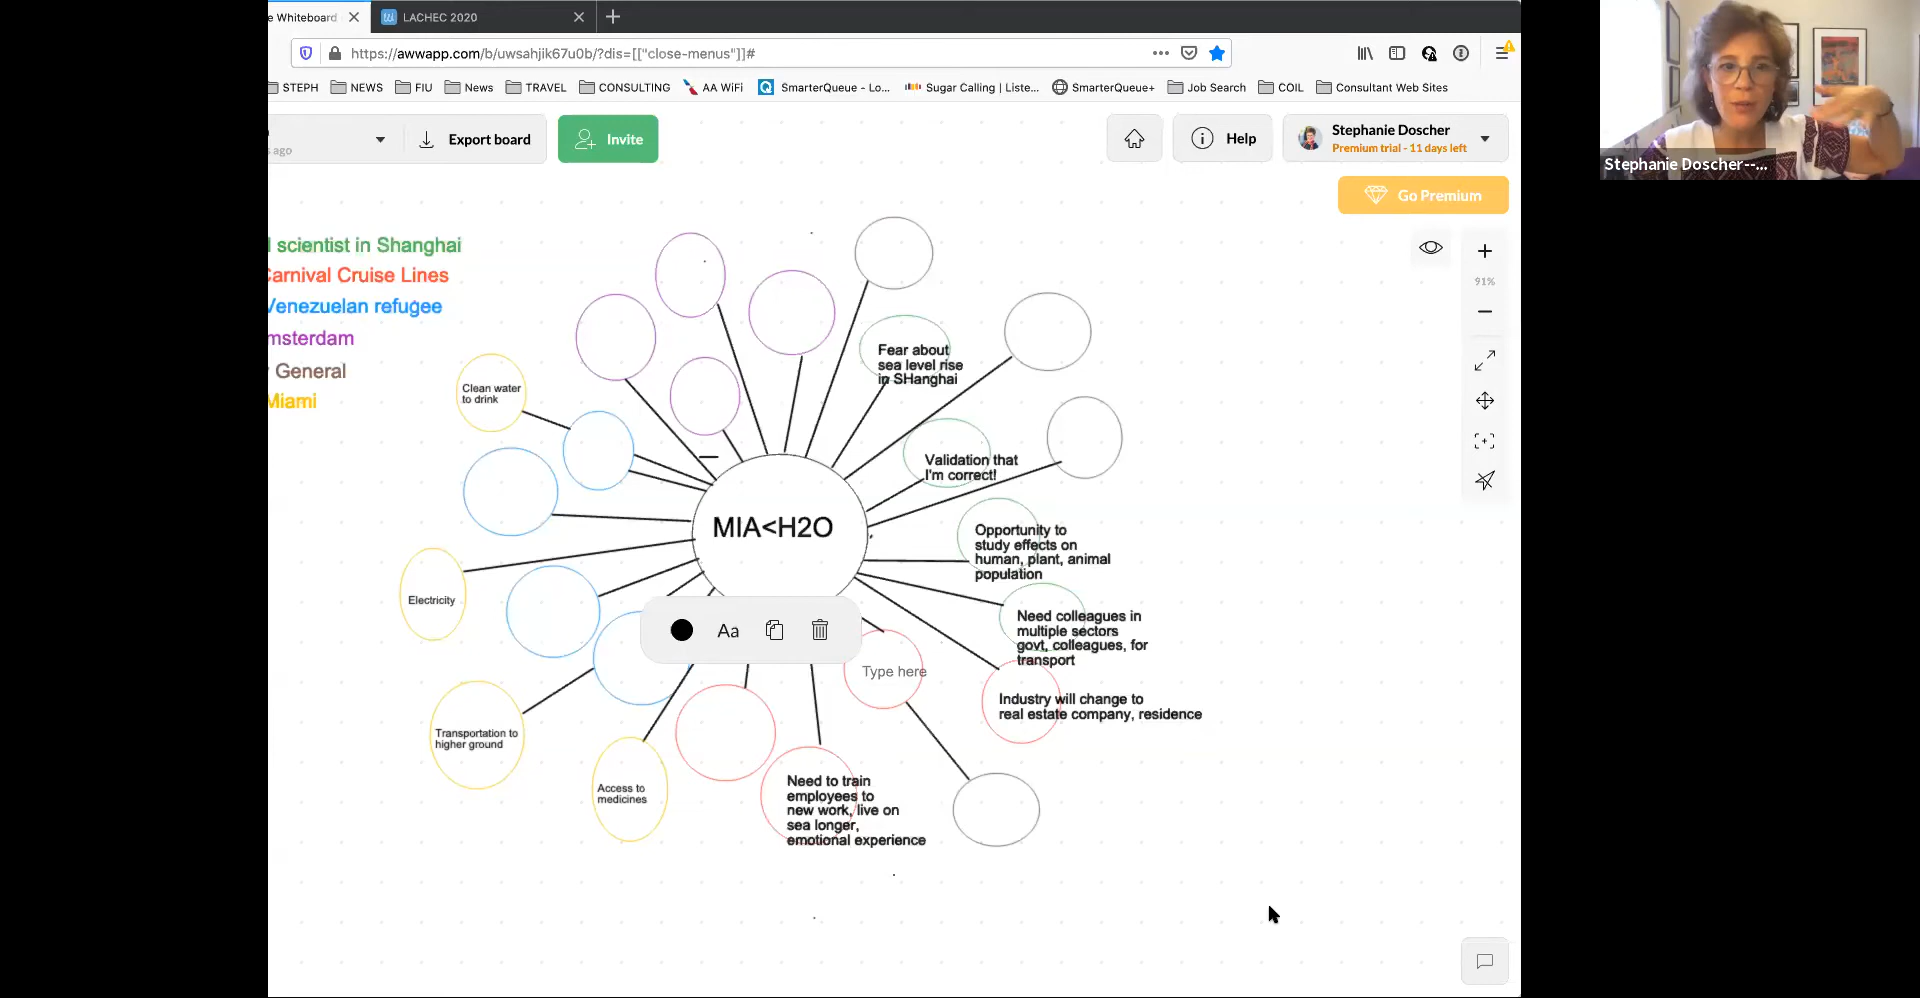 e Whiteboard
LACHEC 2020
https://awwapp.com/b/uwsahjik67u0b/?dis=[["close-menus"]]#
STEPH
NEWS
FIU
News
TRAVEL
CONSULTING
AA WiFi
SmarterQueue - Lo...
Sugar Calling | Liste...
SmarterQueue+
Job Search
COIL
Consultant Web Sites
s ago
Export board
Invite
Help
Stephanie Doscher
Premium trial - 11 days left
Go Premium
Stephanie Doscher--...
91%
l scientist in Shanghai
Carnival Cruise Lines
Venezuelan refugee
msterdam
General
Miami
Clean water
to drink
Fear about
sea level rise
in SHanghai
Validation that
I'm correct!
MIA<H2O
Opportunity to
study effects on
human, plant, animal
population
Electricity
Need colleagues in
multiple sectors
govt, colleagues, for
transport
Aa
Type here
Industry will change to
real estate company, residence
Transportation to
higher ground
Access to
medicines
Need to train
employees to
new work, live on
sea longer,
emotional experience